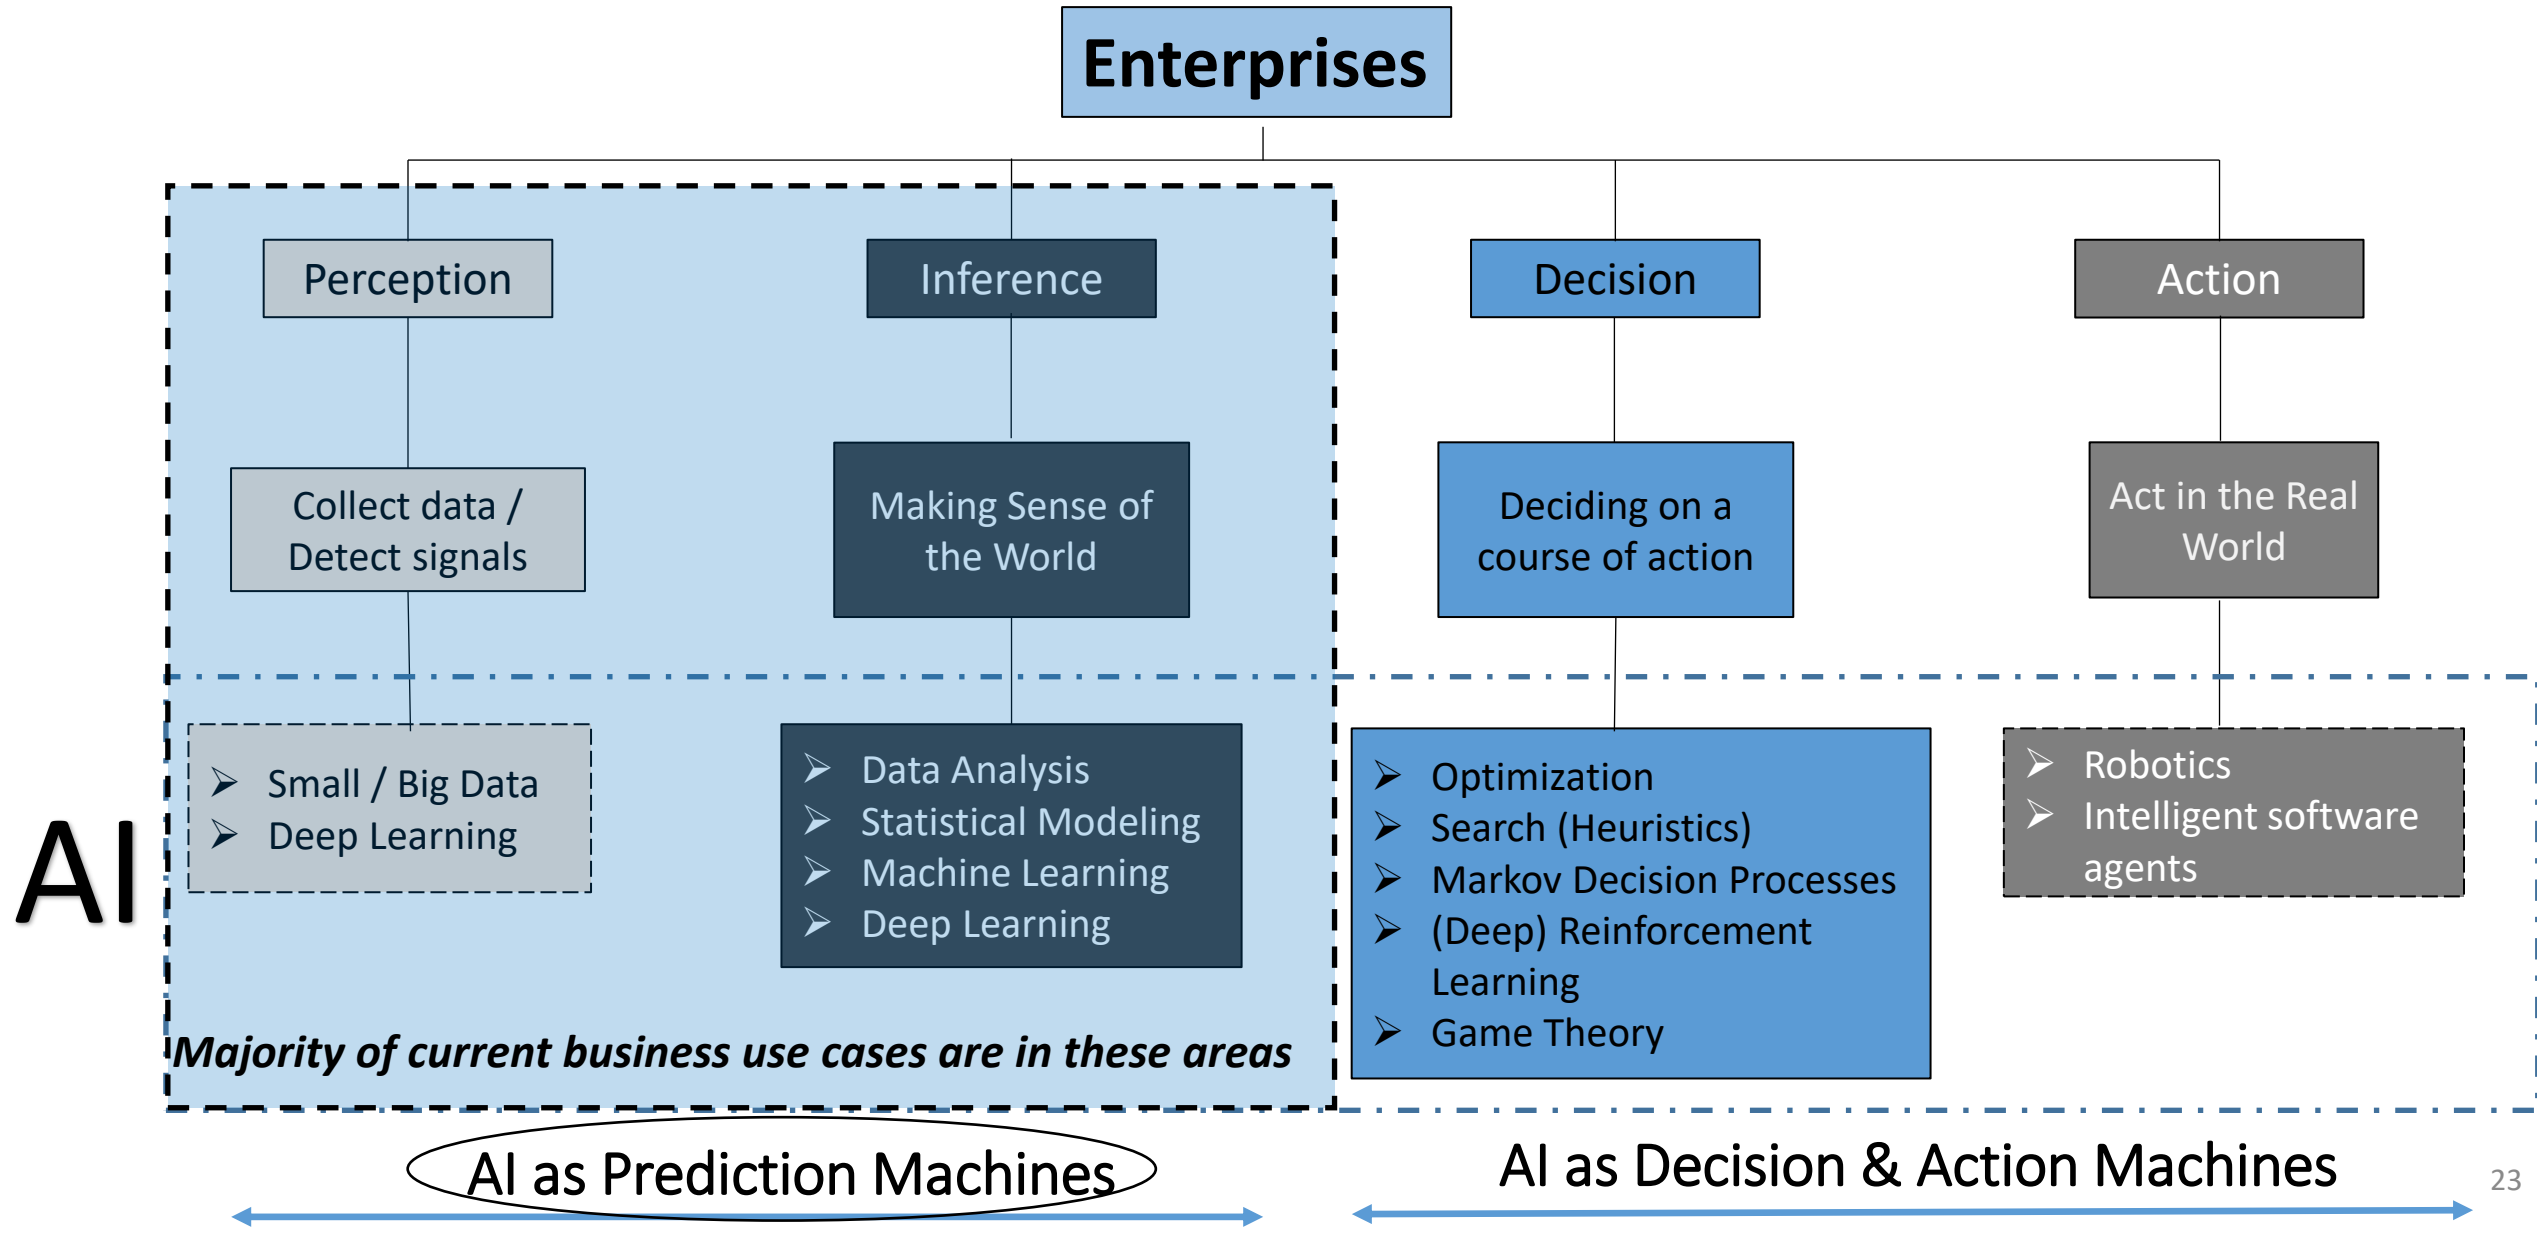 Enterprises
Perception
Inference
Decision
Action
Collect data /
Detect signals
Making Sense of
the World
Deciding on a
course of action
Act in the Real
World
AI
➢ Small / Big Data
➢ Deep Learning
➢ Data Analysis
➢ Statistical Modeling
➢ Machine Learning
➢ Deep Learning
➢ Optimization
➢ Search (Heuristics)
➢ Markov Decision Processes
➢ (Deep) Reinforcement
Learning
➢ Game Theory
➢ Robotics
➢ Intelligent software
agents
Majority of current business use cases are in these areas
AI as Prediction Machines
AI as Decision & Action Machines
23